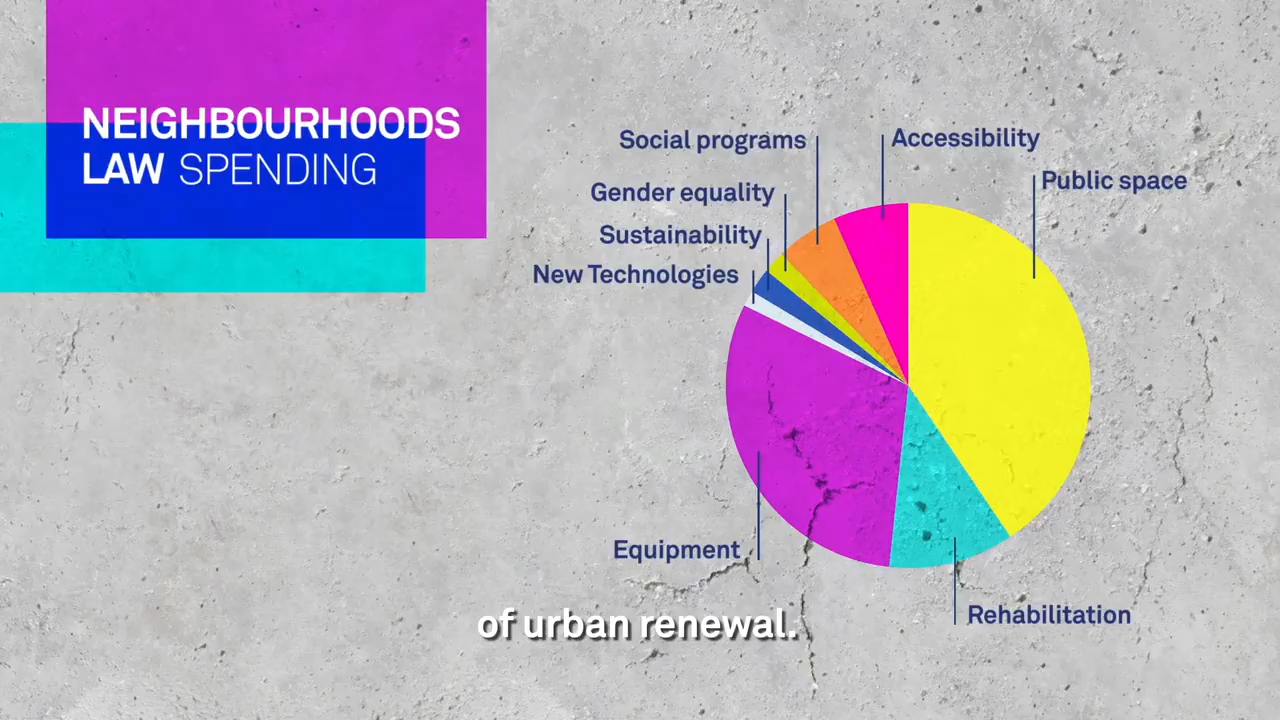 NEIGHBOURHOODS
LAW SPENDING
Social programs
Accessibility
Public space
Gender equality
Sustainability
New Technologies
Equipment
Rehabilitation
of urban renewal.